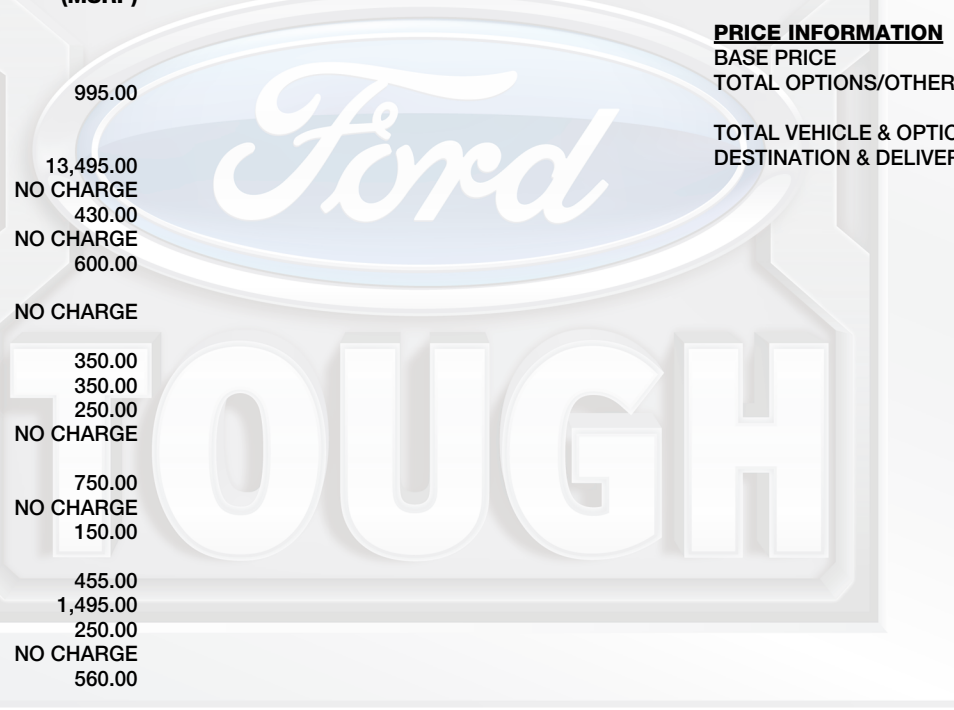 (MSRP)
995.00
13,495.00
NO CHARGE
430.00
NO CHARGE
600.00
NO CHARGE
350.00
350.00
250.00
NO CHARGE
750.00
NO CHARGE
150.00
455.00
1,495.00
250.00
NO CHARGE
560.00
PRICE INFORMATION
BASE PRICE
TOTAL OPTIONS/OTHER
TOTAL VEHICLE & OPTIO
DESTINATION & DELIVER
Ford
TOUGH